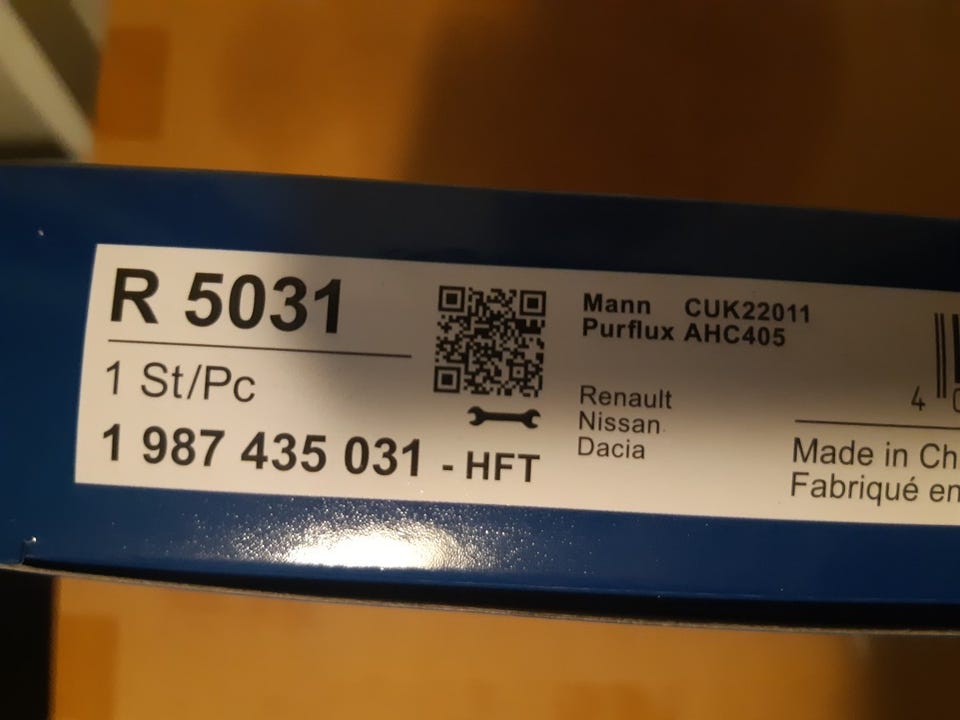 R 5031
1 St/Pc
1 987 435 031 - HFT
Mann CUK22011
Purflux AHC405
Renault
Nissan
Dacia
4
Made in Ch
Fabriqué en